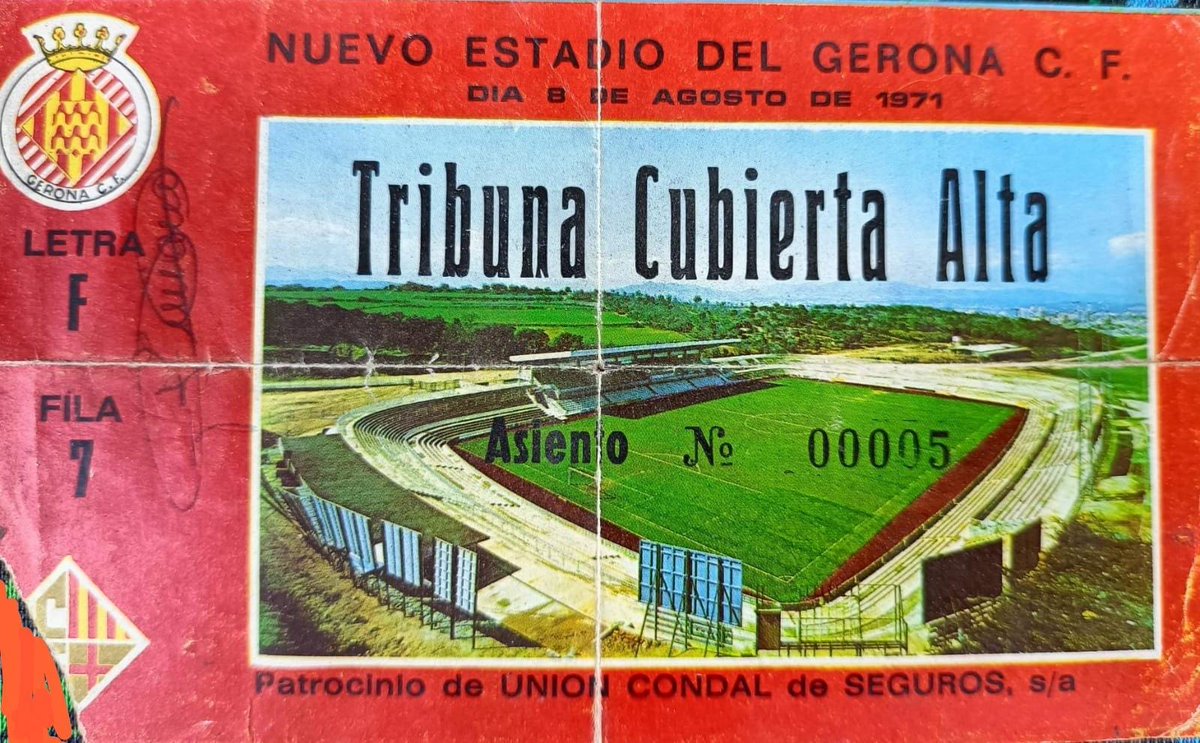 NUEVO ESTADIO DEL GERONA C. F.
DIA 8 DE AGOSTO DE 1971
GERONA C. F.
Tribuna Cubierta Alta
LETRA
F
FILA
7
Asiento Nº 00005
Patrocinio de UNION CONDAL de SEGUROS, s/a